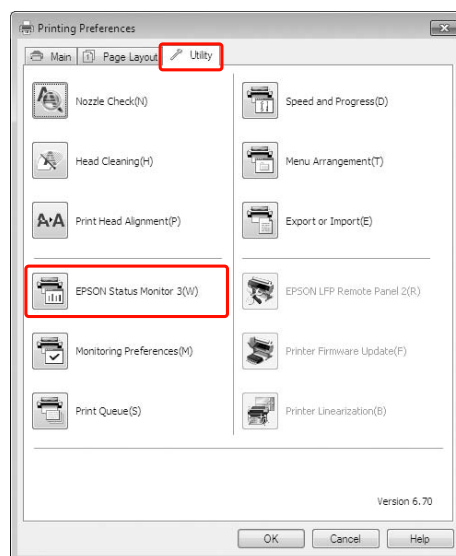 Printing Preferences
Main
Page Layout
Utility
Nozzle Check(N)
Speed and Progress(D)
Head Cleaning(H)
Menu Arrangement(T)
A A
Print Head Alignment(P)
Export or Import(E)
EPSON Status Monitor 3(W)
EPSON LFP Remote Panel 2(R)
Monitoring Preferences(M)
Printer Firmware Update(F)
Print Queue(S)
Printer Linearization(B)
Version 6.70
OK
Cancel
Help